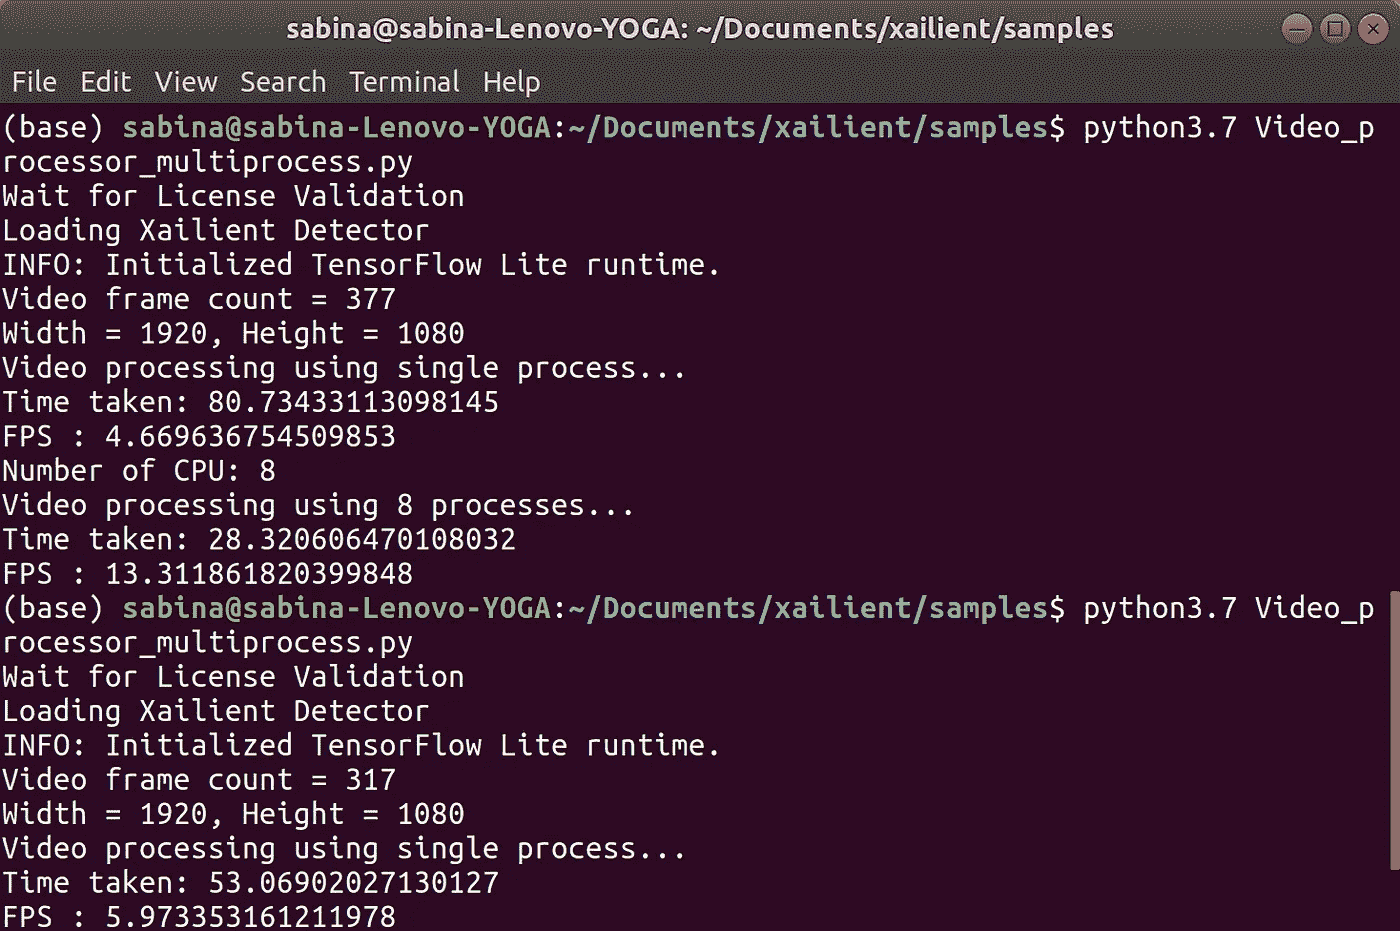 sabina@sabina-Lenovo-YOGA: ~/Documents/xailient/samples
File Edit View Search Terminal Help
(base) sabina@sabina-Lenovo-YOGA:~/Documents/xailient/samples$ python3.7 Video_p
rocessor_multiprocess.py
Wait for License Validation
Loading Xailient Detector
INFO: Initialized TensorFlow Lite runtime.
Video frame count = 377
Width = 1920, Height = 1080
Video processing using single process...
Time taken: 80.73433113098145
FPS : 4.669636754509853
Number of CPU: 8
Video processing using 8 processes...
Time taken: 28.320606470108032
FPS : 13.311861820399848
(base) sabina@sabina-Lenovo-YOGA:~/Documents/xailient/samples$ python3.7 Video_p
rocessor_multiprocess.py
Wait for License Validation
Loading Xailient Detector
INFO: Initialized TensorFlow Lite runtime.
Video frame count = 317
Width = 1920, Height = 1080
Video processing using single process...
Time taken: 53.06902027130127
FPS : 5.973353161211978